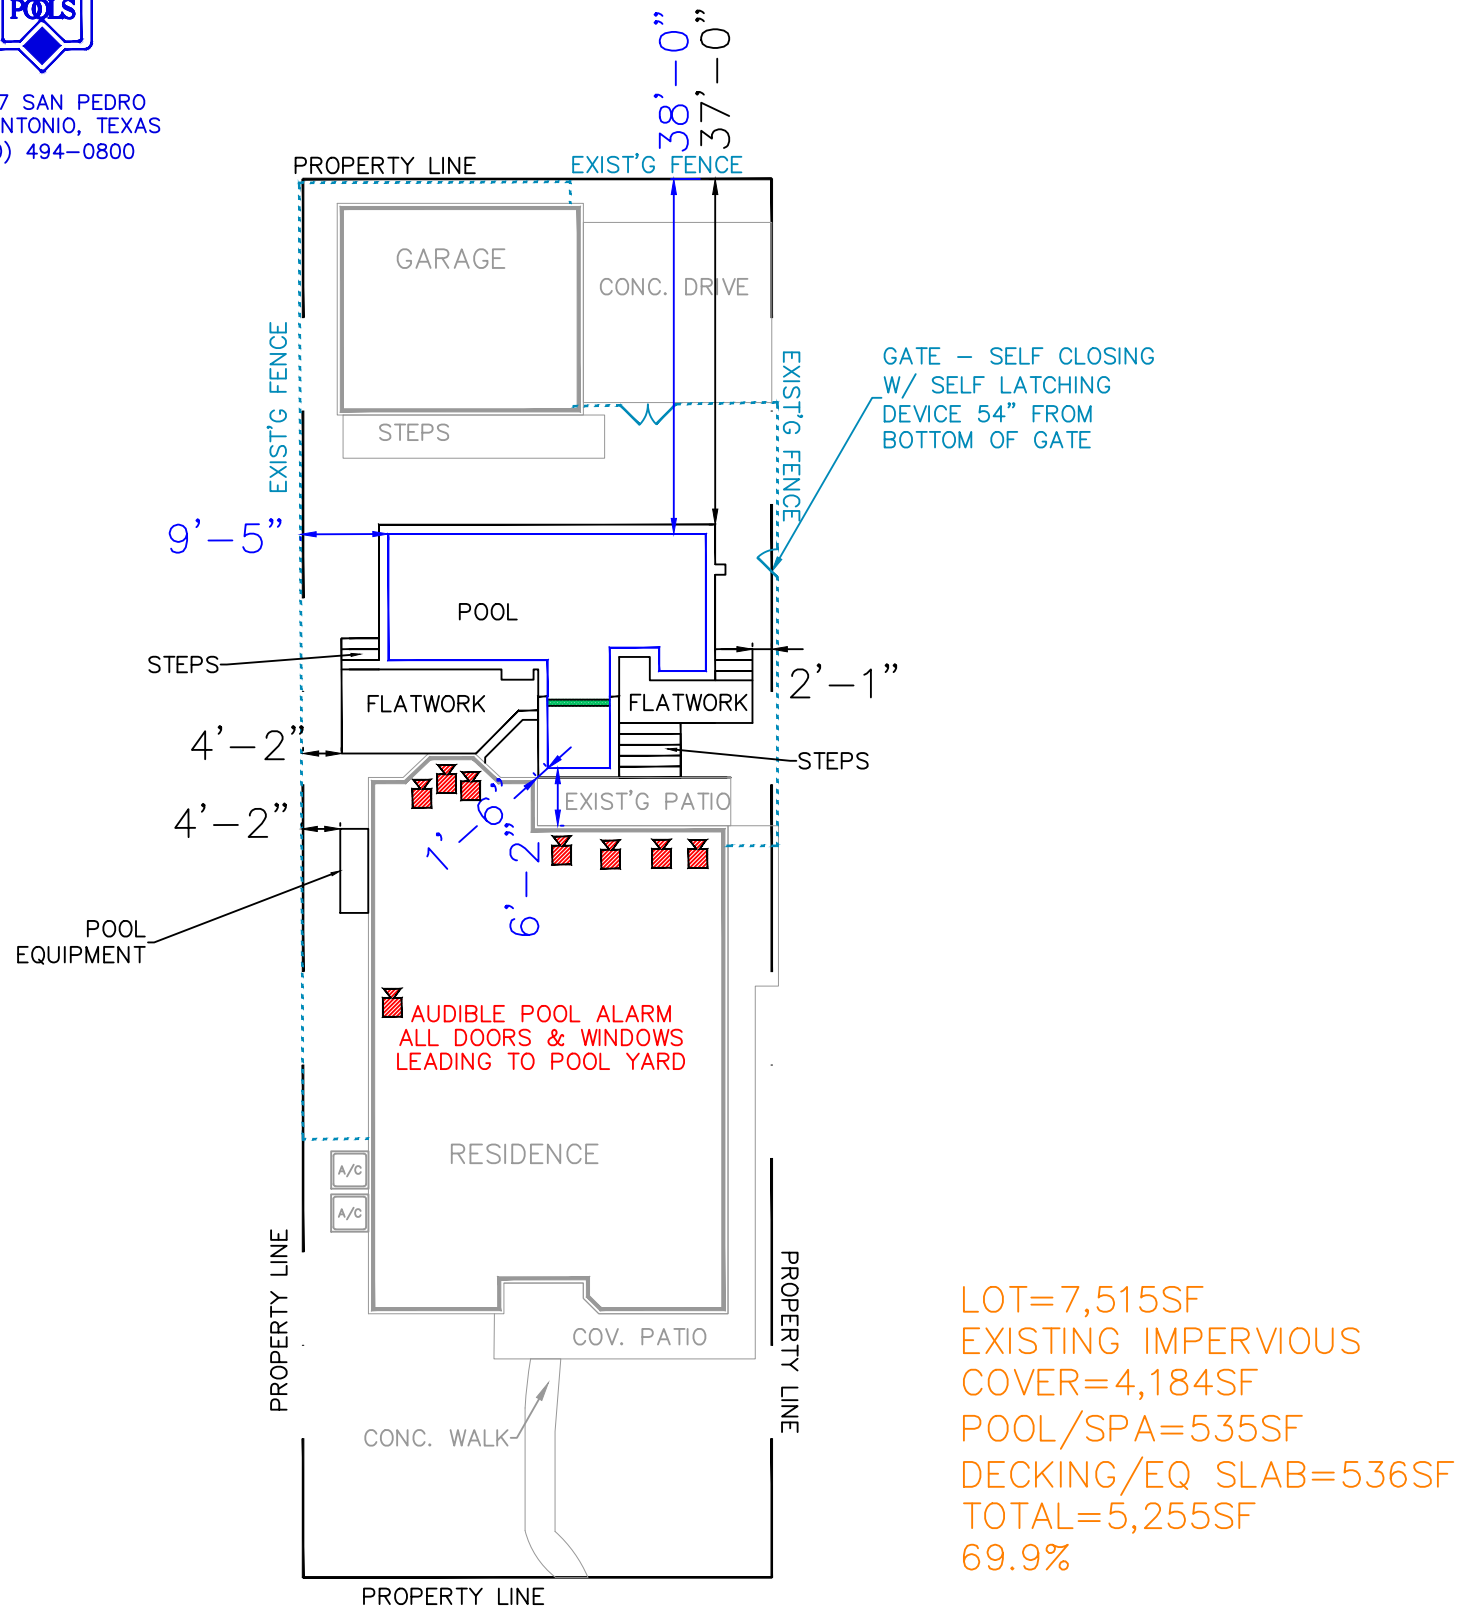 POOLS
7 SAN PEDRO
NTONIO, TEXAS
) 494-0800
38'-0"
37'-0"
PROPERTY LINE
EXIST'G FENCE
GARAGE
CONC. DRIVE
EXIST'G FENCE
EXIST'G FENCE
GATE - SELF CLOSING
W/ SELF LATCHING
DEVICE 54" FROM
BOTTOM OF GATE
STEPS
9'-5"
POOL
STEPS
FLATWORK
FLATWORK
2'-1"
4'-2"
STEPS
EXIST'G PATIO
4'-2"
1'-6"
6'-2"
POOL
EQUIPMENT
AUDIBLE POOL ALARM
ALL DOORS & WINDOWS
LEADING TO POOL YARD
RESIDENCE
A/C
A/C
PROPERTY LINE
PROPERTY LINE
COV. PATIO
CONC. WALK
PROPERTY LINE
LOT=7,515SF
EXISTING IMPERVIOUS
COVER=4,184SF
POOL/SPA=535SF
DECKING/EQ SLAB=536SF
TOTAL=5,255SF
69.9%